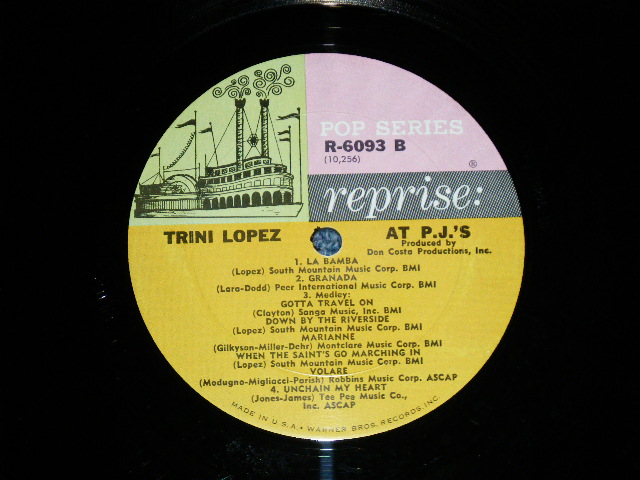 POP SERIES
R-6093 B
(10,256)
®
reprise:
TRINI LOPEZ
AT P.J.'S
Produced by
Don Costa Productions, Inc.
1. LA BAMBA
(Lopez) South Mountain Music Corp. BMI
2. GRANADA
(Lara-Dodd) Peer International Music Corp. BMI
3. Medley:
GOTTA TRAVEL ON
(Clayton) Sanga Music, Inc. BMI
DOWN BY THE RIVERSIDE
(Lopez) South Mountain Music Corp. BMI
MARIANNE
(Gilkyson-Miller-Dehr) Montclare Music Corp. BMI
WHEN THE SAINT'S GO MARCHING IN
(Lopez) South Mountain Music Corp. BMI
VOLARE
(Modugno-Migliacci-Parish) Robbins Music Corp. ASCAP
4. UNCHAIN MY HEART
(Jones-James) Tee Pee Music Co.,
Inc. ASCAP
MADE IN U.S.A. • WARNER BROS. RECORDS, INC.